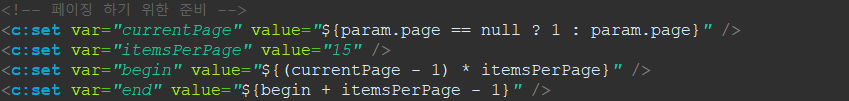 <!-- 페이징 하기 위한 준비 -->
<c:set var="currentPage" value="${param.page == null ? 1 : param.page}" />
<c:set var="itemsPerPage" value="15" />
<c:set var="begin" value="${(currentPage - 1) * itemsPerPage}" />
<c:set var="end" value="${begin + itemsPerPage - 1}" />